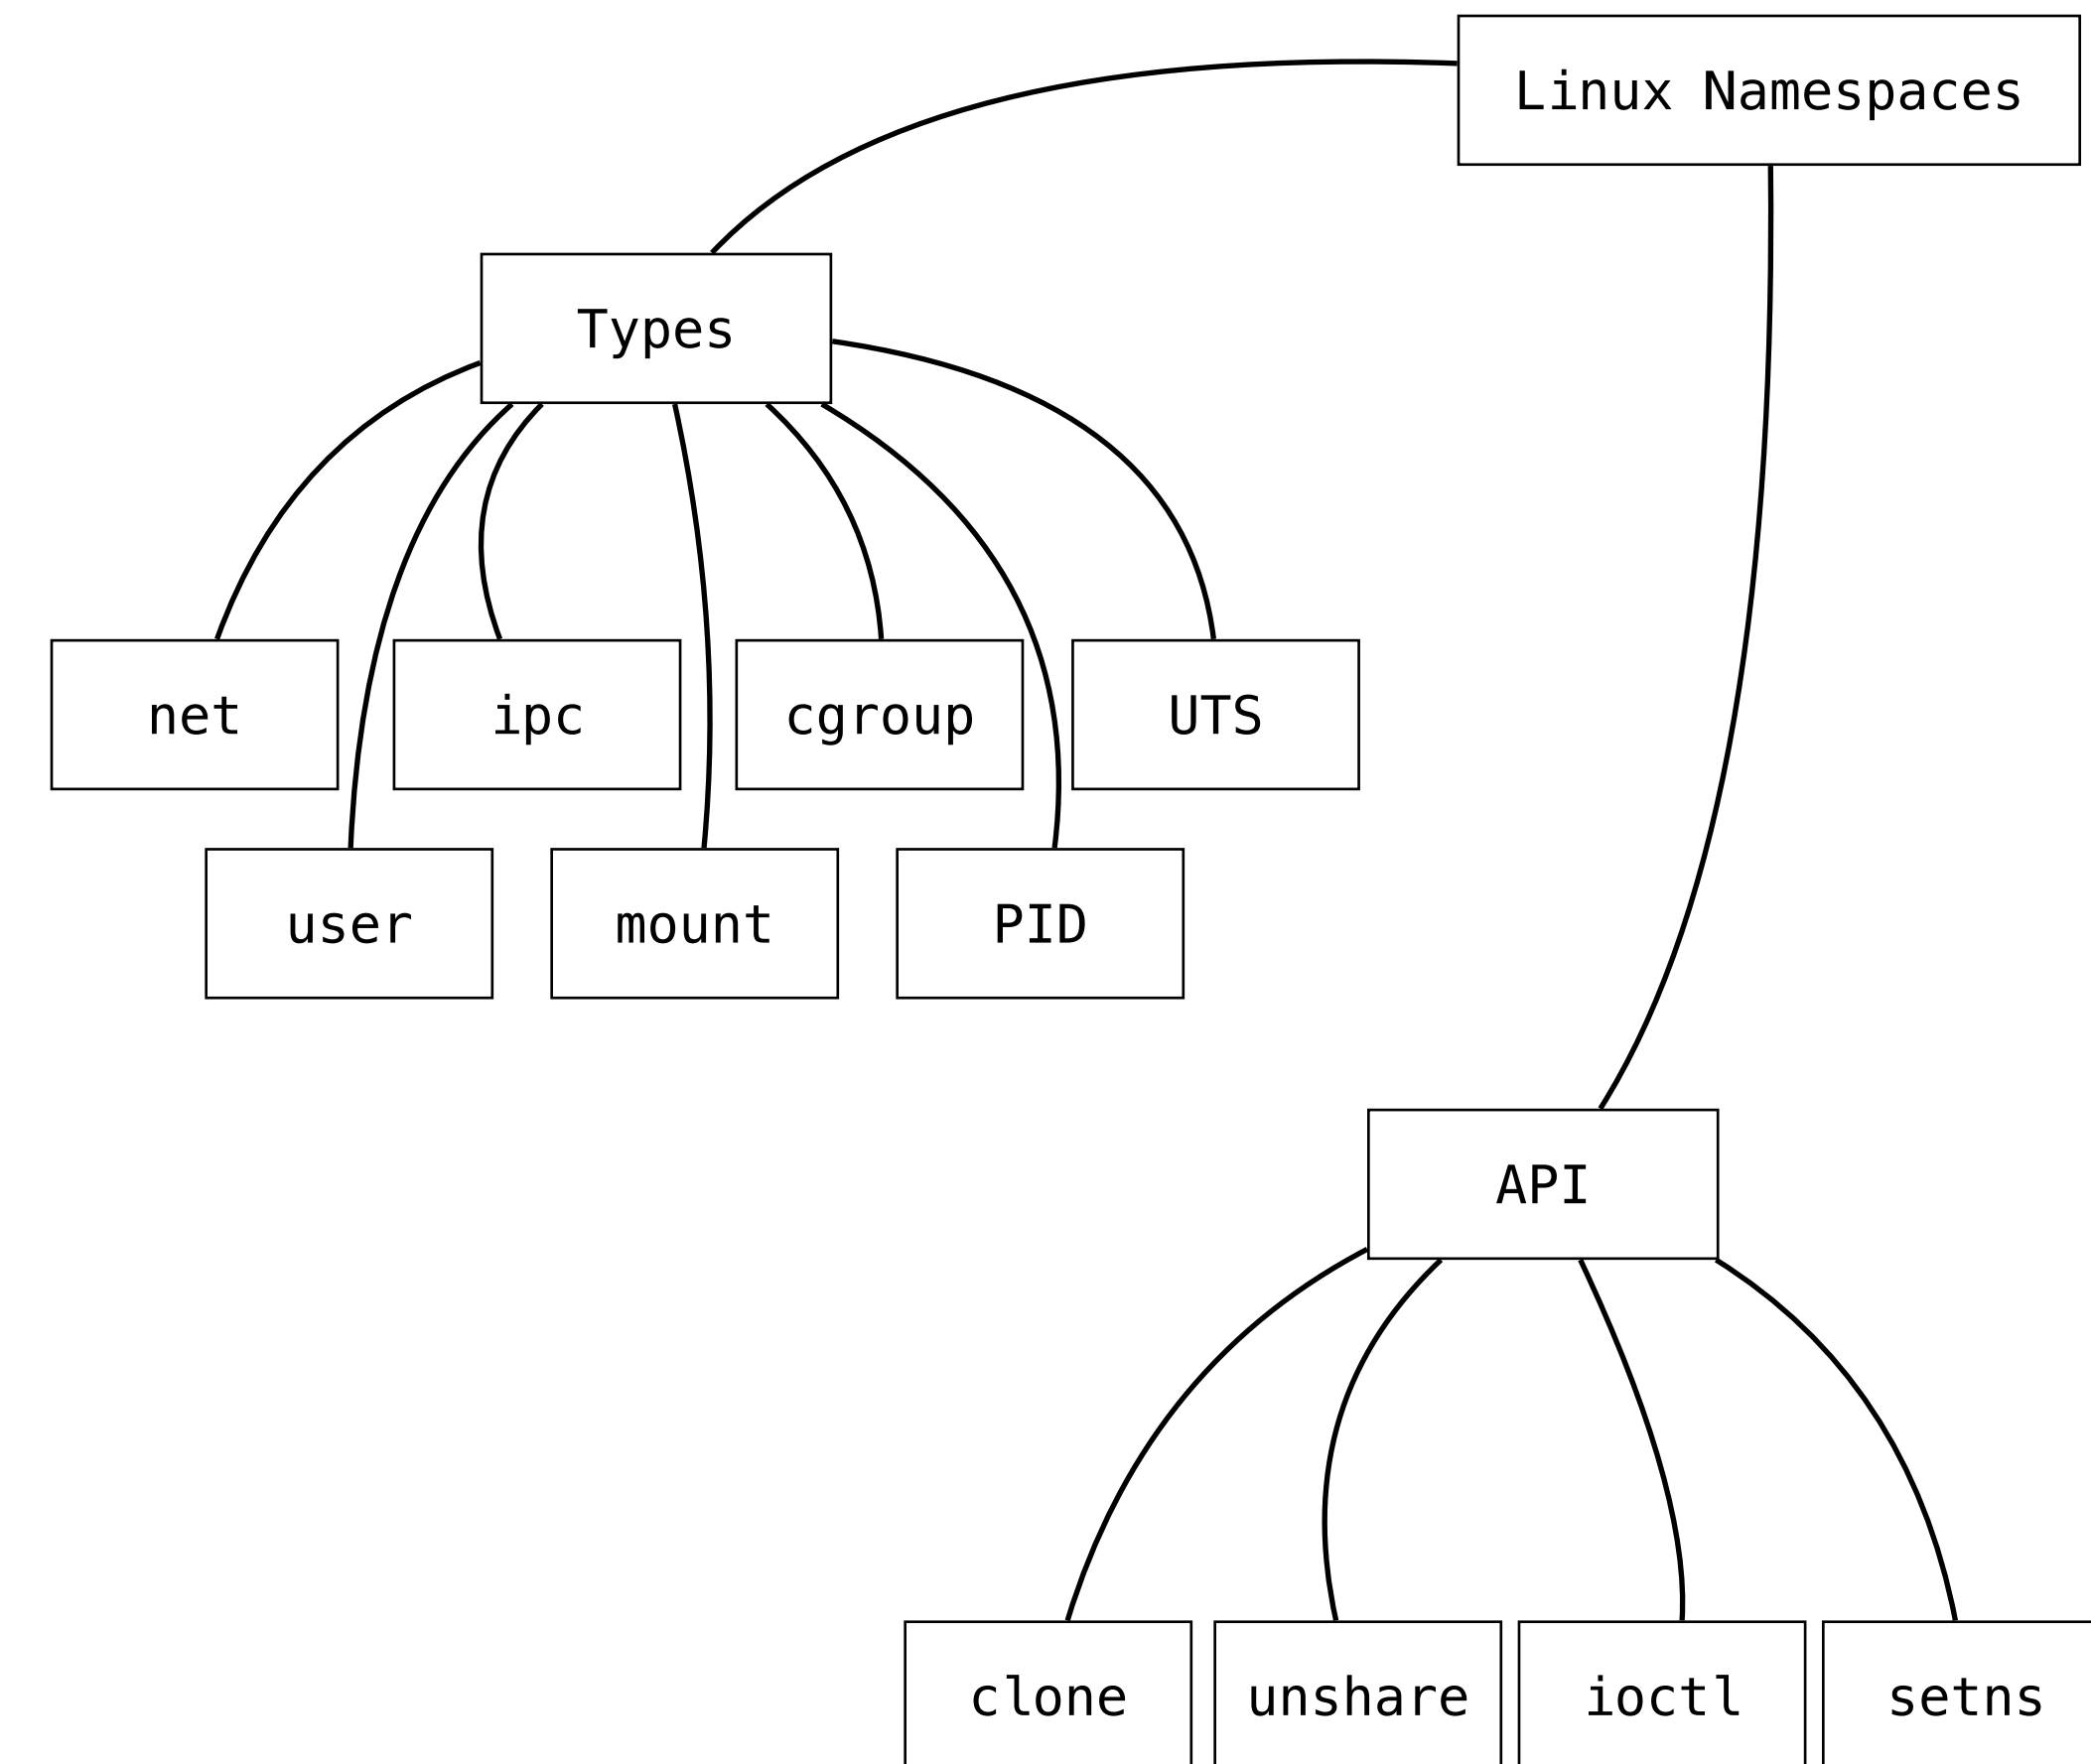 Linux Namespaces
Types
net
ipc
cgroup
UTS
user
mount
PID
API
clone
unshare
ioctl
setns